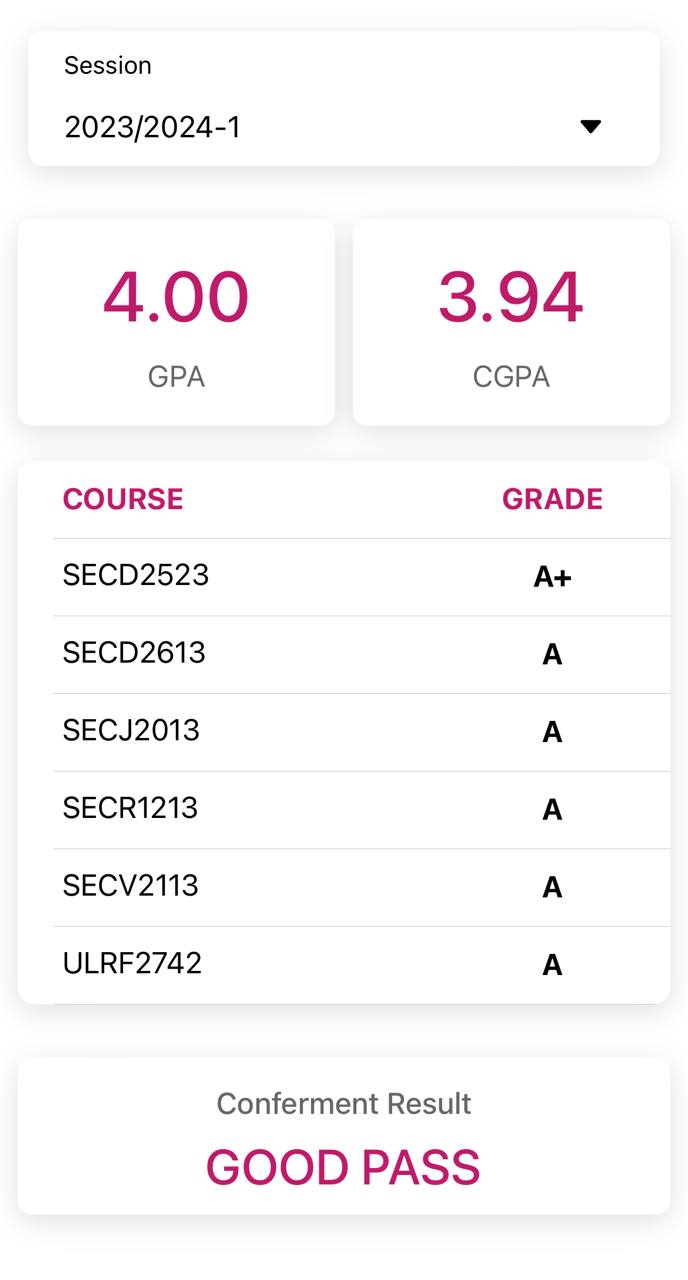 Session
2023/2024-1
4.00
3.94
GPA
CGPA
COURSE GRADE
SECD2523 A+
SECD2613 A
SECJ2013 A
SECR1213 A
SECV2113 A
ULRF2742 A
Conferment Result
GOOD PASS